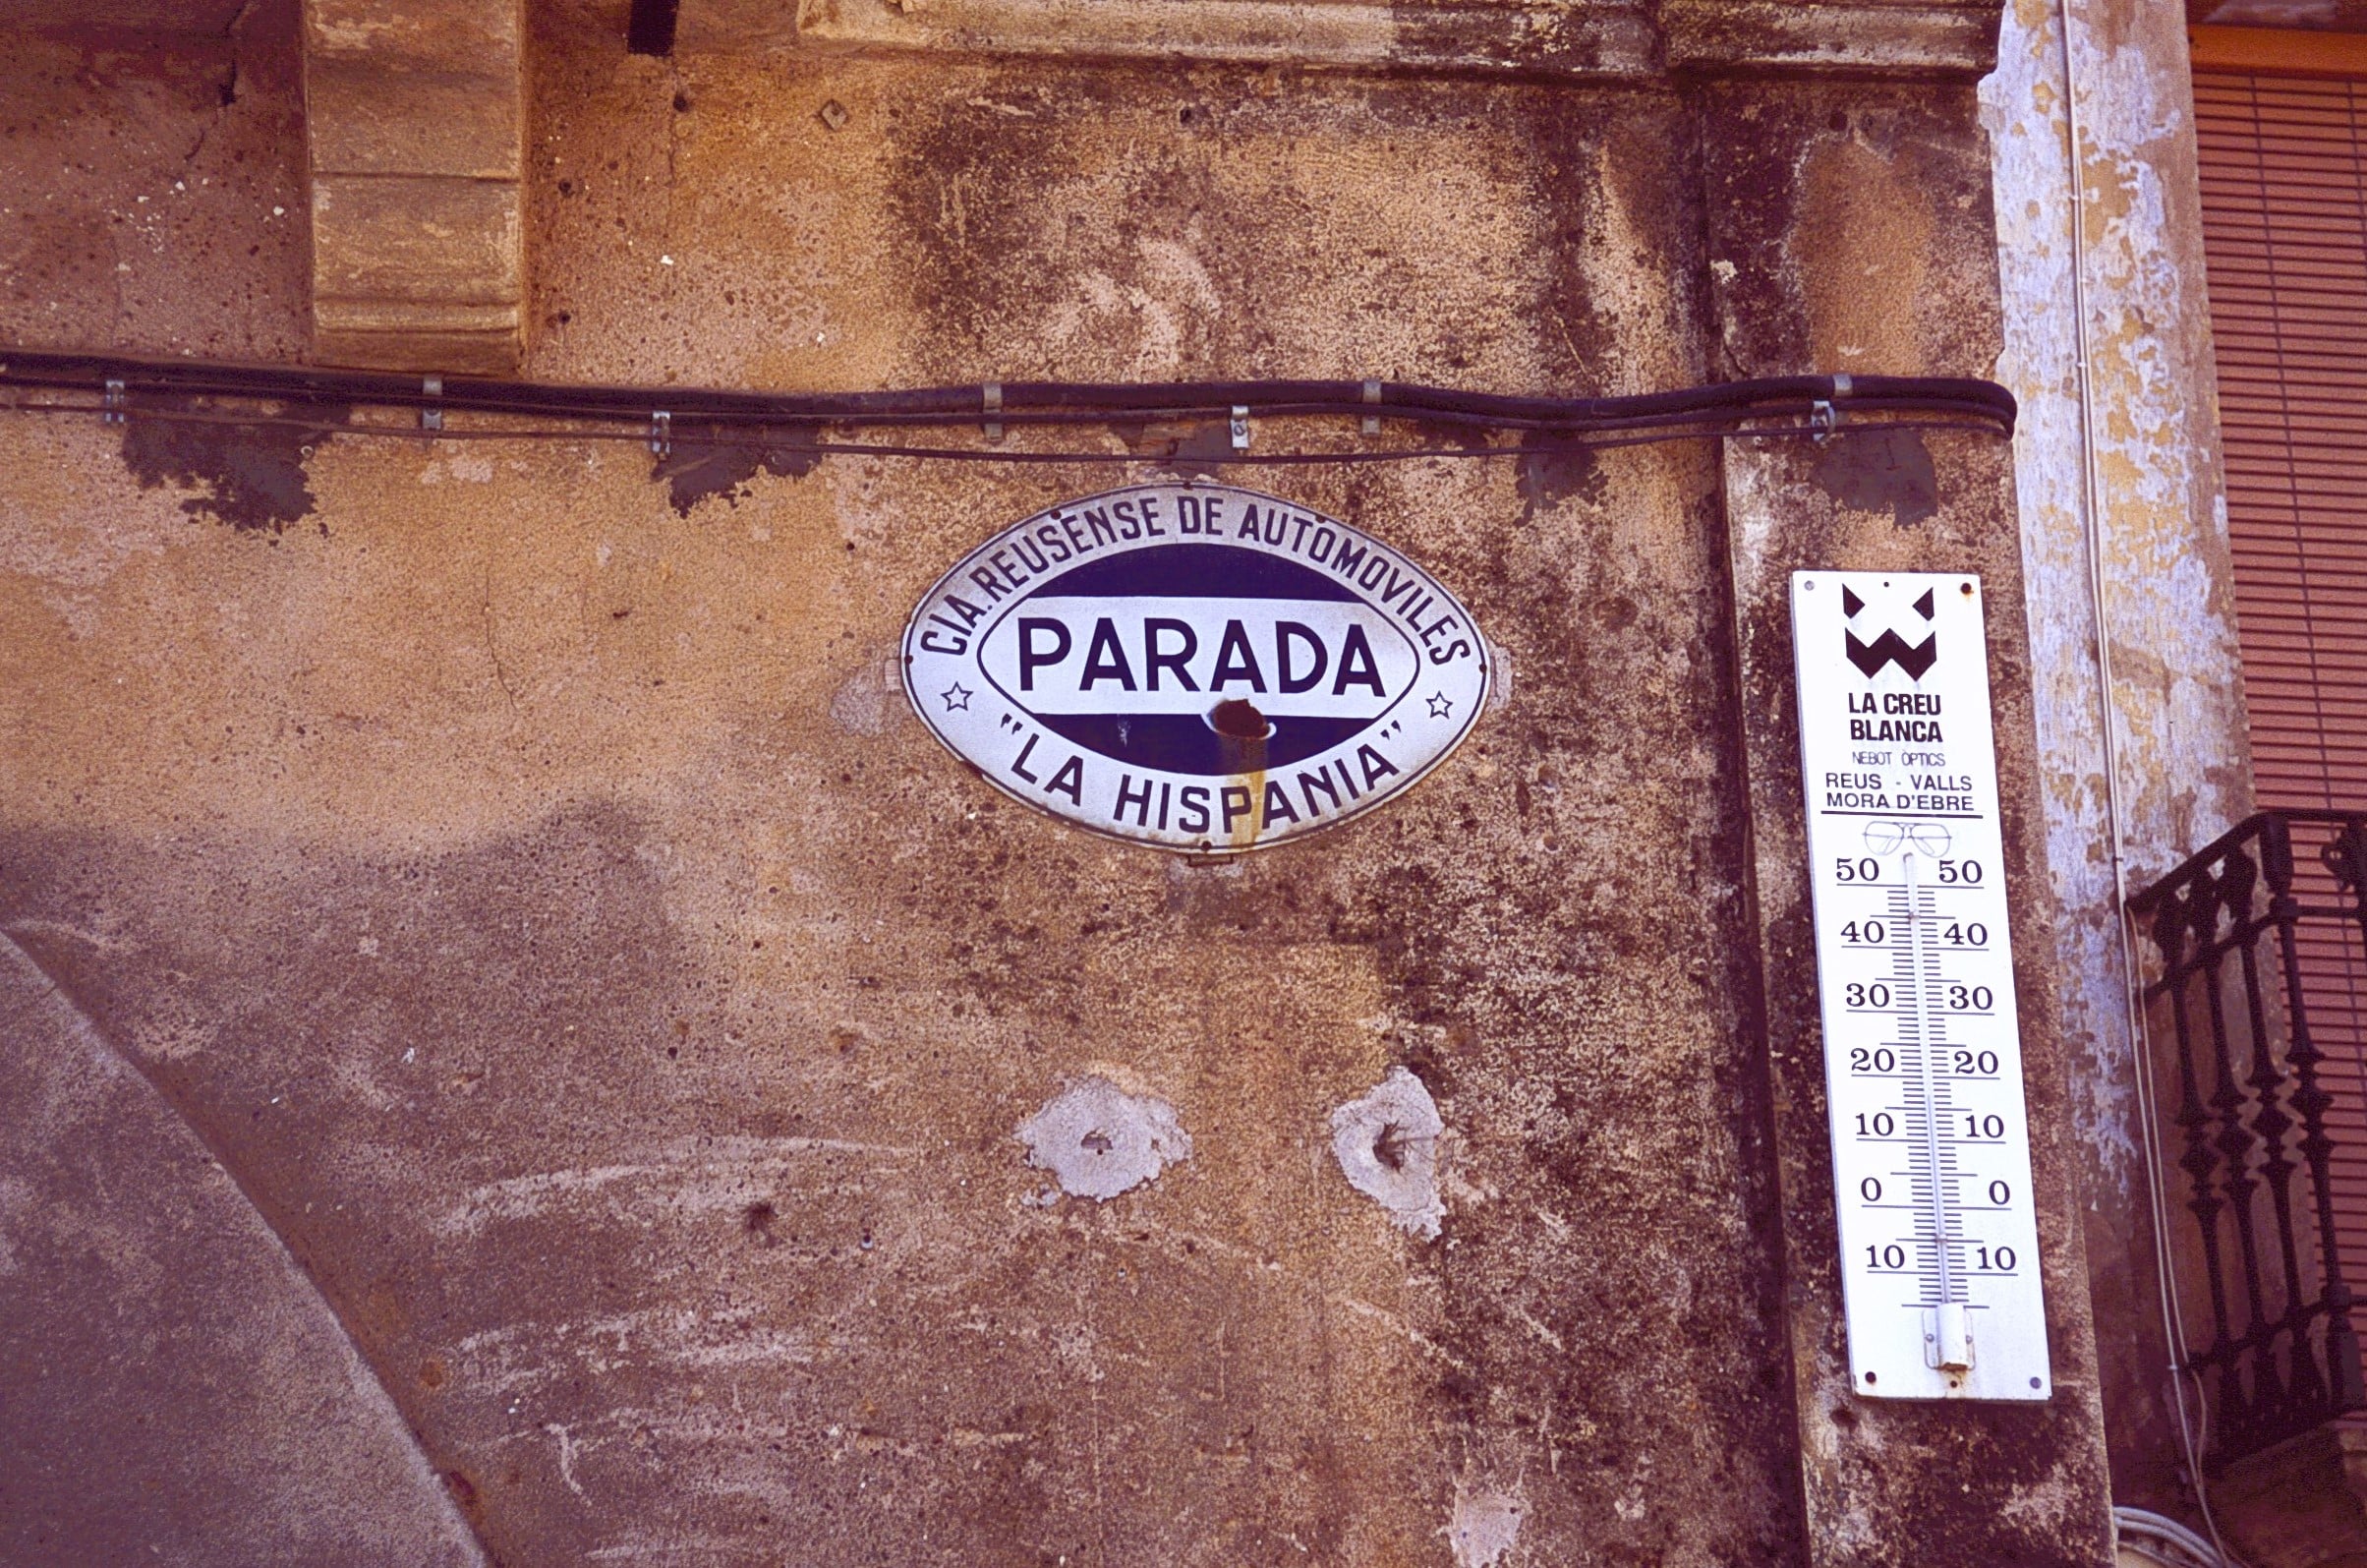 CIA. REUSENSE DE AUTOMOVILES
PARADA
"LA HISPANIA"
LA CREU
BLANCA
NEBOT ÒPTICS
REUS - VALLS
MORA D'EBRE
50 50
40 40
30 30
20 20
10 10
0 0
10 10